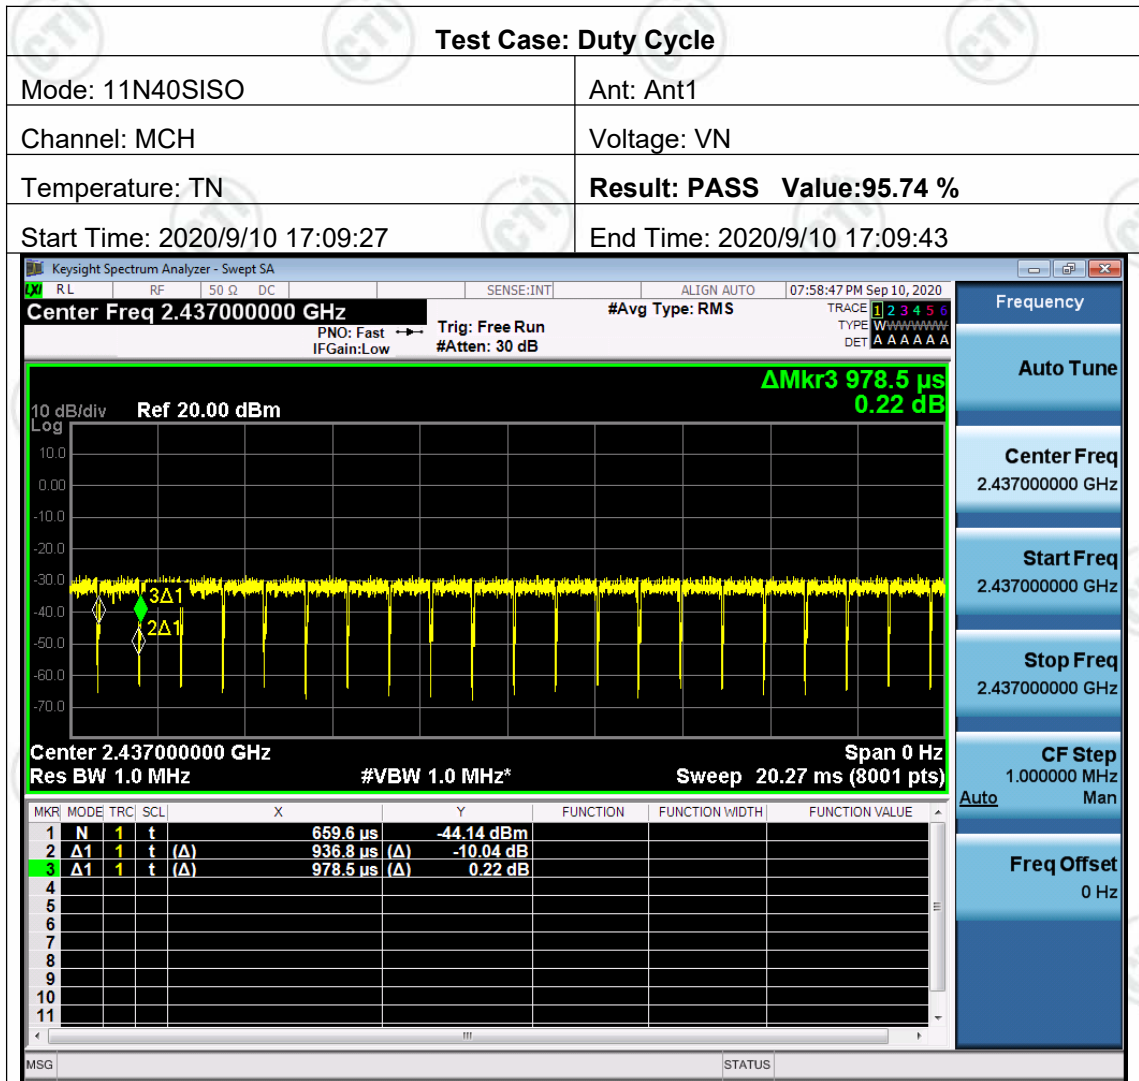 Test Case: Duty Cycle
Mode: 11N40SISO
Ant: Ant1
Channel: MCH
Voltage: VN
Temperature: TN
Result: PASS Value:95.74 %
Start Time: 2020/9/10 17:09:27
End Time: 2020/9/10 17:09:43
Keysight Spectrum Analyzer - Swept SA
LXI RL RF 50 Ω DC SENSE:INT ALIGN AUTO 07:58:47 PM Sep 10, 2020
Center Freq 2.437000000 GHz
PNO: Fast
IFGain:Low
Trig: Free Run
#Atten: 30 dB
#Avg Type: RMS
TRACE 1 2 3 4 5 6
TYPE WWWWWW
DET A A A A A A
Frequency
Auto Tune
Center Freq
2.437000000 GHz
Start Freq
2.437000000 GHz
Stop Freq
2.437000000 GHz
CF Step
1.000000 MHz
Auto Man
Freq Offset
0 Hz
ΔMkr3 978.5 µs
0.22 dB
10 dB/div Ref 20.00 dBm
Log
10.0
0.00
-10.0
-20.0
-30.0
-40.0
-50.0
-60.0
-70.0
3Δ1
2Δ1
Center 2.437000000 GHz Span 0 Hz
Res BW 1.0 MHz #VBW 1.0 MHz* Sweep 20.27 ms (8001 pts)
MKR MODE TRC SCL X Y FUNCTION FUNCTION WIDTH FUNCTION VALUE
1 N 1 t 659.6 µs -44.14 dBm
2 Δ1 1 t (Δ) 936.8 µs (Δ) -10.04 dB
3 Δ1 1 t (Δ) 978.5 µs (Δ) 0.22 dB
4
5
6
7
8
9
10
11
MSG STATUS
CTI